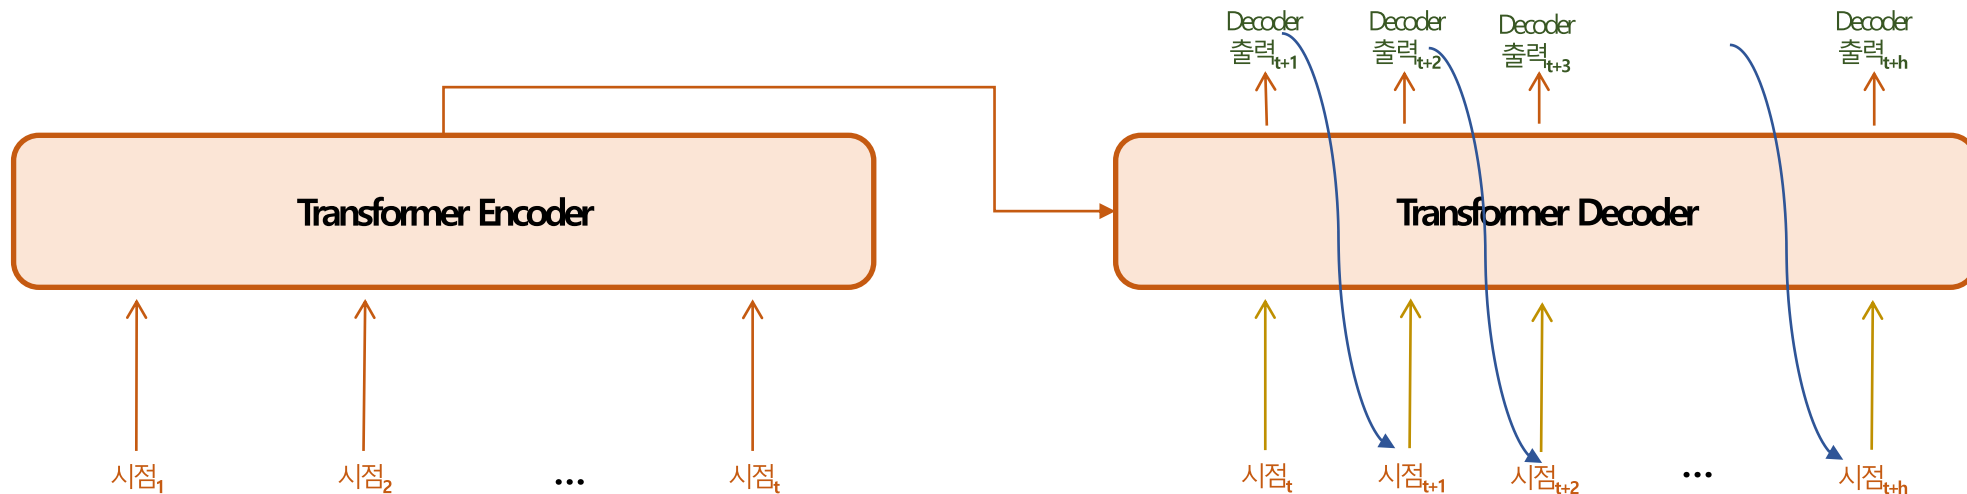 Decoder
출력t+1
Decoder
출력t+2
Decoder
출력t+3
Decoder
출력t+h
Transformer Encoder
Transformer Decoder
시점1
시점2
...
시점t
시점t
시점t+1
시점t+2
...
시점t+h